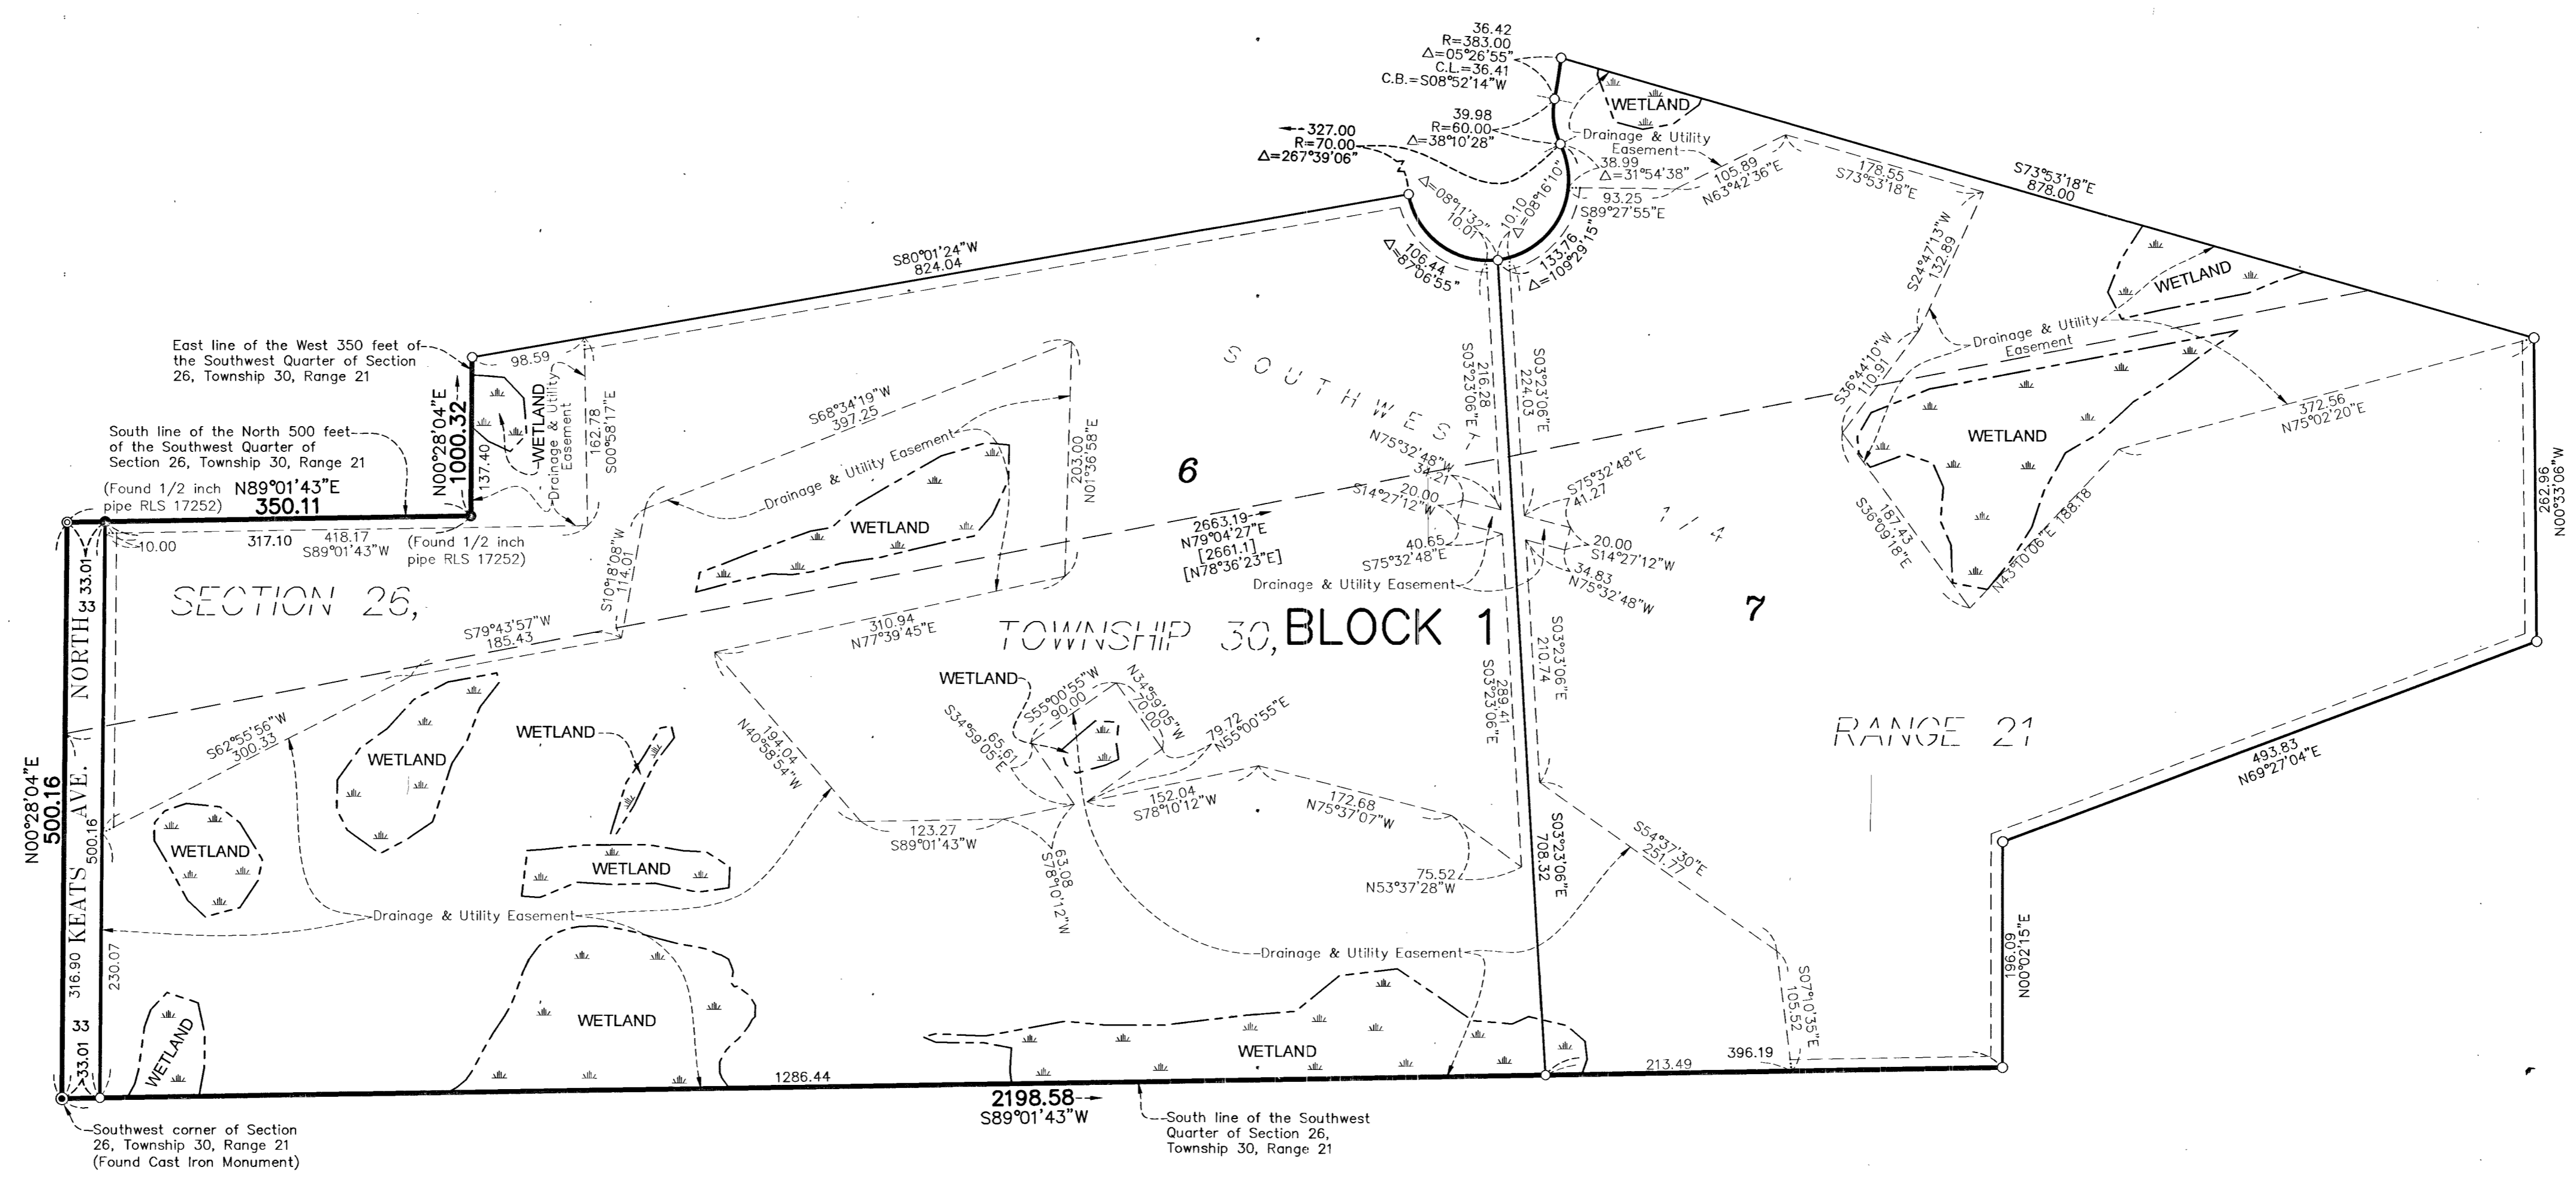 36.42
R=383.00
Δ=05°26'55"
C.L.=36.41
C.B.=S08°52'14"W
39.98
R=60.00
Δ=38°10'28"
327.00
R=70.00
Δ=267°39'06"
WETLAND
Drainage & Utility
Easement
38.99
Δ=31°54'38"
105.89
N63°42'36"E
93.25
S89°27'55"E
178.55
S73°53'18"E
S73°53'18"E
878.00
Δ=08°11'32"
10.01
10.10
Δ=08°16'10"
106.44
Δ=87°06'55"
133.76
Δ=109°29'15"
S80°01'24"W
824.04
S24°47'13"W
132.89
WETLAND
Drainage & Utility
Easement
S36°44'10"W
110.91
East line of the West 350 feet of
the Southwest Quarter of Section
26, Township 30, Range 21
98.59
N00°28'04"E
1000.32
137.40
WETLAND
Drainage & Utility
Easement
162.78
S00°58'17"E
South line of the North 500 feet
of the Southwest Quarter of
Section 26, Township 30, Range 21
(Found 1/2 inch
pipe RLS 17252)
N89°01'43"E
350.11
10.00
317.10
418.17
S89°01'43"W
(Found 1/2 inch
pipe RLS 17252)
S68°34'19"W
397.25
Drainage & Utility Easement
WETLAND
203.00
N01°36'58"E
S10°18'08"W
114.01
SOUTHWEST
1/4
216.28
S03°23'06"E
S03°23'06"E
224.03
6
N75°32'48"W
34.21
20.00
S14°27'12"W
40.65
S75°32'48"E
S75°32'48"E
41.27
20.00
S14°27'12"W
34.83
N75°32'48"W
Drainage & Utility Easement
2663.19
N79°04'27"E
[2661.1]
[N78°36'23"E]
WETLAND
372.56
N75°02'20"E
187.43
S36°09'18"E
N43°10'06"E 188.18
262.96
N00°33'06"W
SECTION 26,
TOWNSHIP 30,
BLOCK 1
7
RANGE 21
33.01
33
NORTH
KEATS AVE.
N00°28'04"E
500.16
500.16
316.90
33
33.01
230.07
S79°43'57"W
185.43
S62°55'56"W
300.33
310.94
N77°39'45"E
WETLAND
WETLAND
WETLAND
WETLAND
N40°58'54"W
194.04
WETLAND
S55°00'55"W
90.00
N34°59'05"W
70.00
S34°59'05"E
65.61
79.72
N55°00'55"E
152.04
S78°10'12"W
172.68
N75°37'07"W
123.27
S89°01'43"W
63.08
S78°10'12"W
75.52
N53°37'28"W
289.41
S03°23'06"E
S03°23'06"E
210.74
S03°23'06"E
708.32
S54°37'30"E
251.77
493.83
N69°27'04"E
196.09
N00°02'15"E
S07°10'35"E
105.52
Drainage & Utility Easement
Drainage & Utility Easement
WETLAND
WETLAND
WETLAND
1286.44
213.49
396.19
2198.58
S89°01'43"W
Southwest corner of Section
26, Township 30, Range 21
(Found Cast Iron Monument)
South line of the Southwest
Quarter of Section 26,
Township 30, Range 21